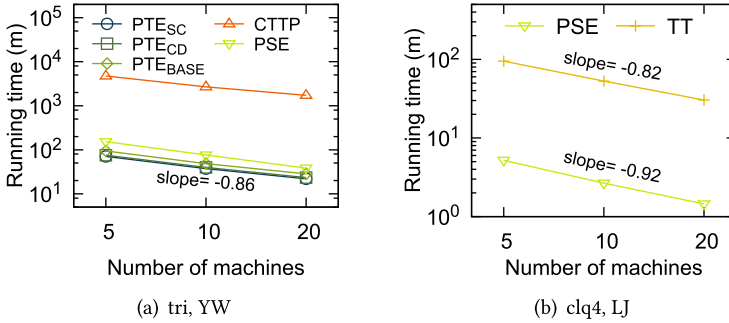 PTE_SC CTTP
PTE_CD PSE
PTE_BASE
Running time (m)
10^5
10^4
10^3
10^2
10^1
slope= -0.86
5 10 20
Number of machines
(a) tri, YW
PSE TT
Running time (m)
10^2
10^1
10^0
slope= -0.82
slope= -0.92
5 10 20
Number of machines
(b) clq4, LJ